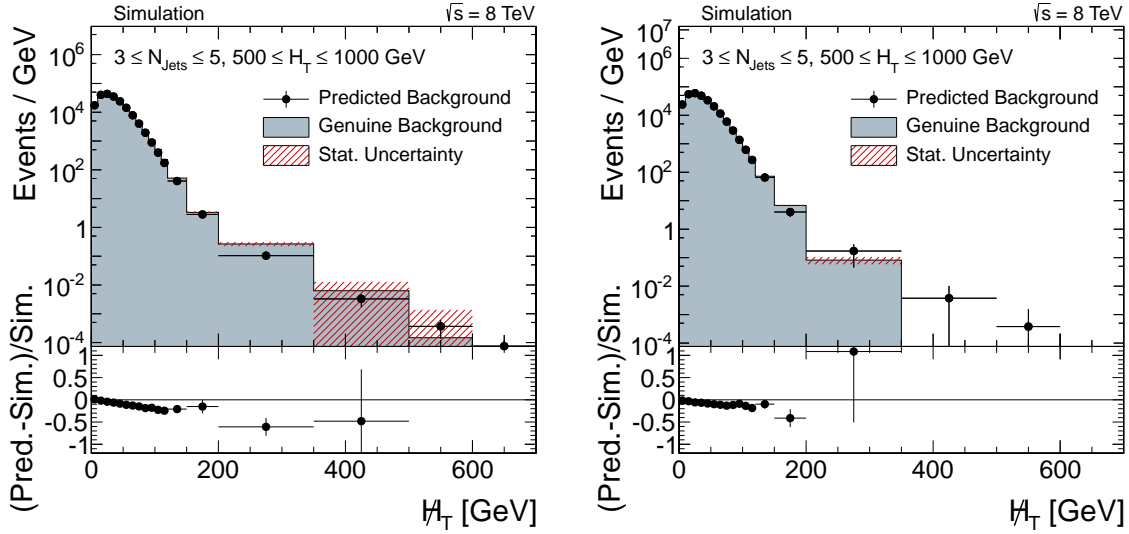 Simulation √s = 8 TeV
3 ≤ N_Jets ≤ 5, 500 ≤ H_T ≤ 1000 GeV
Predicted Background
Genuine Background
Stat. Uncertainty
Events / GeV
10^6
10^4
10^2
1
10^-2
10^-4
(Pred.-Sim.)/Sim.
1
0.5
0
-0.5
-1
0 200 400 600
H̸_T [GeV]
Simulation √s = 8 TeV
3 ≤ N_Jets ≤ 5, 500 ≤ H_T ≤ 1000 GeV
Predicted Background
Genuine Background
Stat. Uncertainty
Events / GeV
10^7
10^6
10^4
10^2
1
10^-2
10^-4
(Pred.-Sim.)/Sim.
1
0.5
0
-0.5
-1
0 200 400 600
H̸_T [GeV]